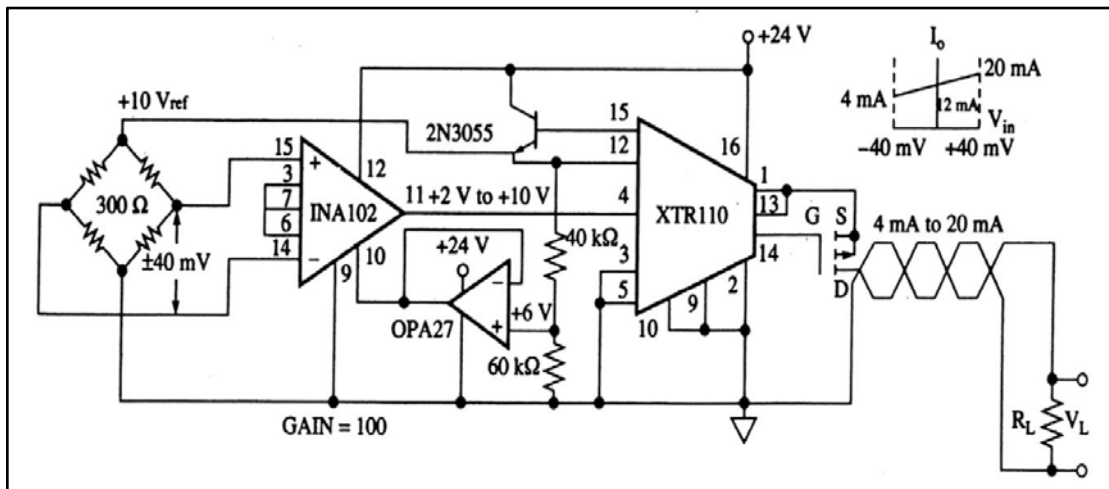 +24 V
I₀
20 mA
4 mA
12 mA
V_in
−40 mV
+40 mV
+10 V_ref
2N3055
15
12
16
15
+
3
7
6
14
−
12
INA102
11 +2 V to +10 V
4
XTR110
1
13
G
S
4 mA to 20 mA
300 Ω
±40 mV
9
10
+24 V
40 kΩ
−
+6 V
+
OPA27
60 kΩ
3
5
10
9
2
14
D
GAIN = 100
R_L
V_L